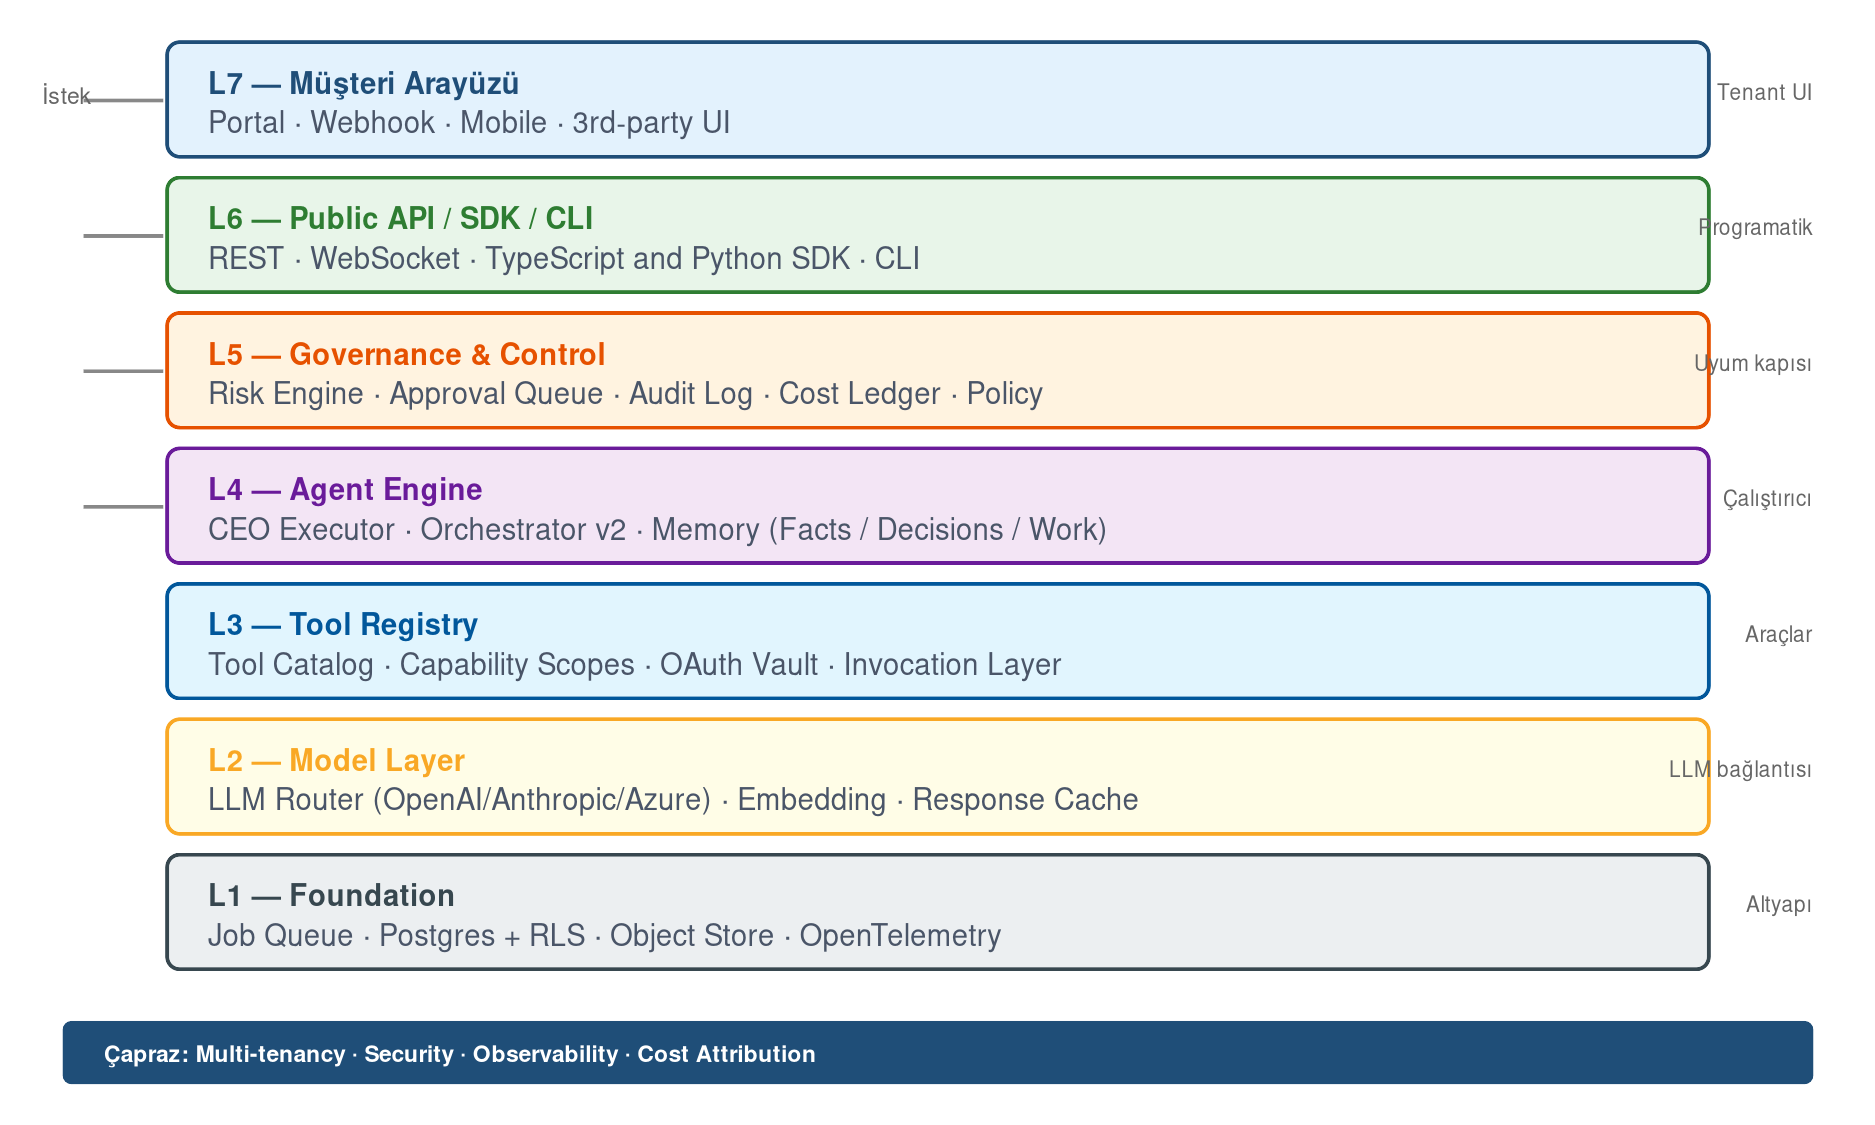 L7 — Müşteri Arayüzü
İstek
Tenant UI
Portal · Webhook · Mobile · 3rd-party UI
L6 — Public API / SDK / CLI
Programatik
REST · WebSocket · TypeScript and Python SDK · CLI
L5 — Governance & Control
Uyum kapısı
Risk Engine · Approval Queue · Audit Log · Cost Ledger · Policy
L4 — Agent Engine
Çalıştırıcı
CEO Executor · Orchestrator v2 · Memory (Facts / Decisions / Work)
L3 — Tool Registry
Araçlar
Tool Catalog · Capability Scopes · OAuth Vault · Invocation Layer
L2 — Model Layer
LLM bağlantısı
LLM Router (OpenAI/Anthropic/Azure) · Embedding · Response Cache
L1 — Foundation
Altyapı
Job Queue · Postgres + RLS · Object Store · OpenTelemetry
Çapraz: Multi-tenancy · Security · Observability · Cost Attribution